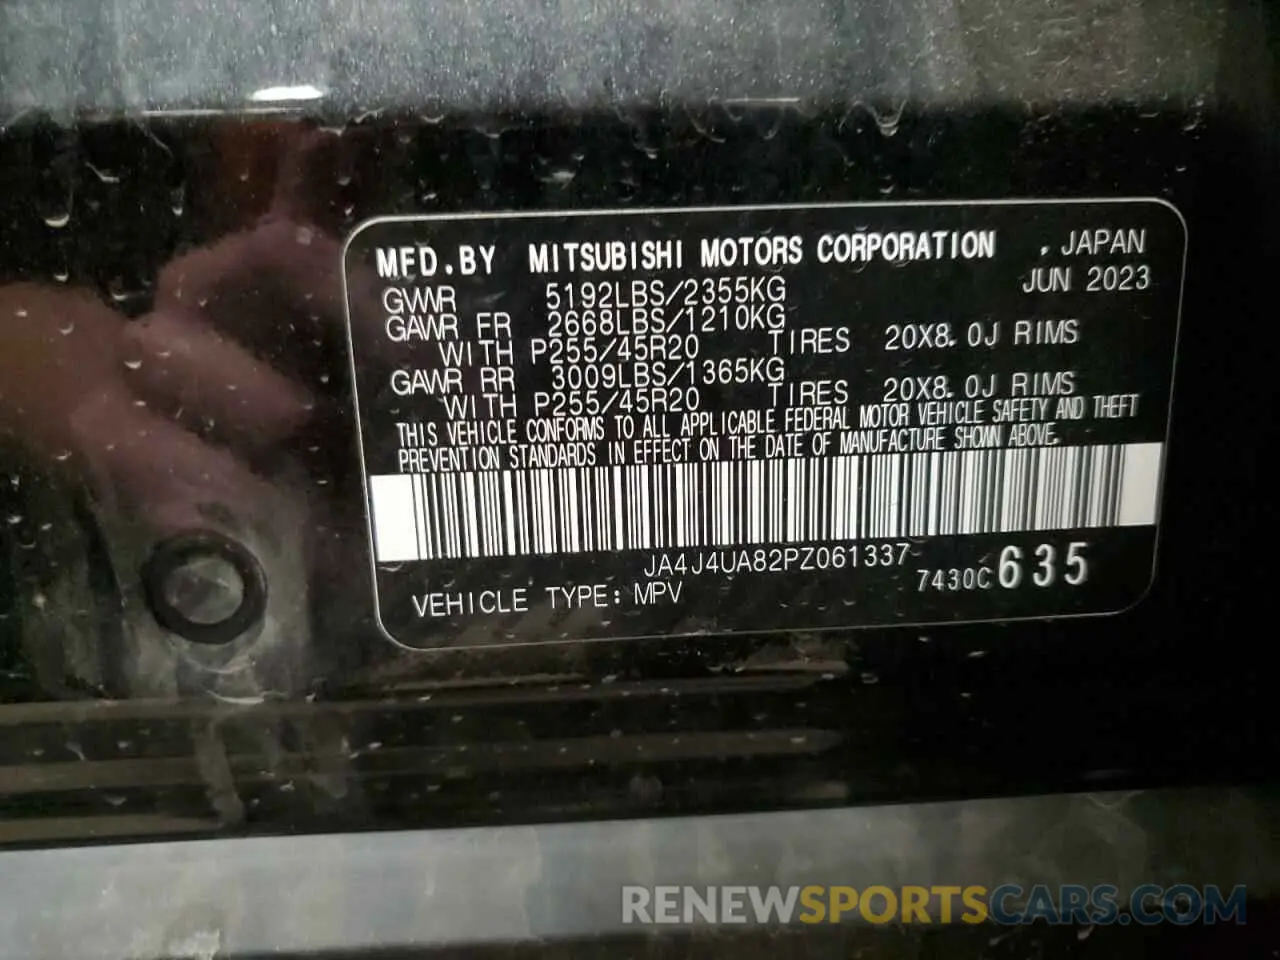 MFD.BY MITSUBISHI MOTORS CORPORATION , JAPAN
JUN 2023
GVWR 5192LBS/2355KG
GAWR FR 2668LBS/1210KG
WITH P255/45R20 TIRES 20X8.0J RIMS
GAWR RR 3009LBS/1365KG
WITH P255/45R20 TIRES 20X8.0J RIMS
THIS VEHICLE CONFORMS TO ALL APPLICABLE FEDERAL MOTOR VEHICLE SAFETY AND THEFT
PREVENTION STANDARDS IN EFFECT ON THE DATE OF MANUFACTURE SHOWN ABOVE.
JA4J4UA82PZ061337
VEHICLE TYPE: MPV 7430C 635
RENEWSPORTSCARS.COM